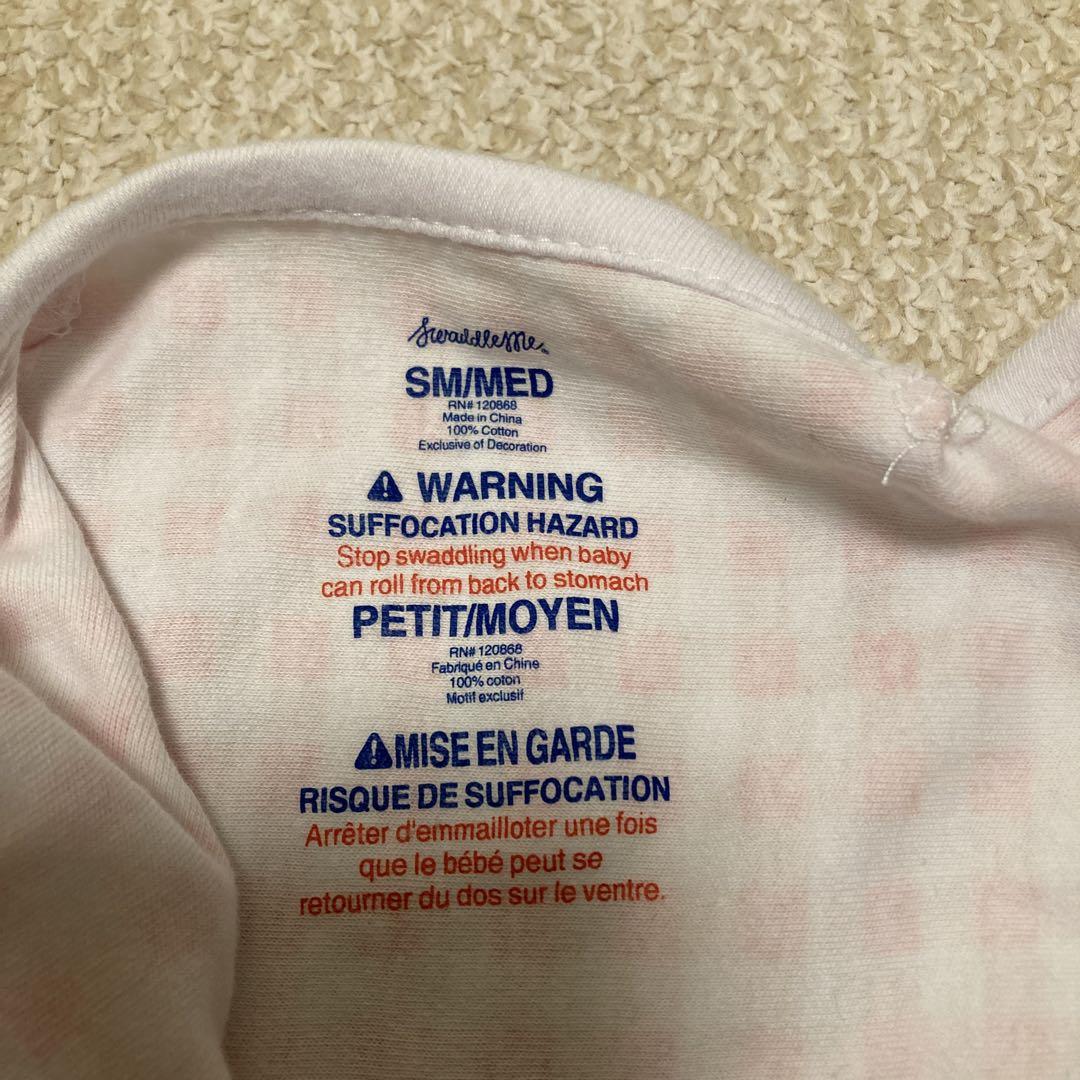 SwaddleMe
SM/MED
RN# 120868
Made in China
100% Cotton
Exclusive of Decoration
⚠ WARNING
SUFFOCATION HAZARD
Stop swaddling when baby
can roll from back to stomach
PETIT/MOYEN
RN# 120868
Fabriqué en Chine
100% coton
Motif exclusif
⚠ MISE EN GARDE
RISQUE DE SUFFOCATION
Arrêter d'emmailloter une fois
que le bébé peut se
retourner du dos sur le ventre.